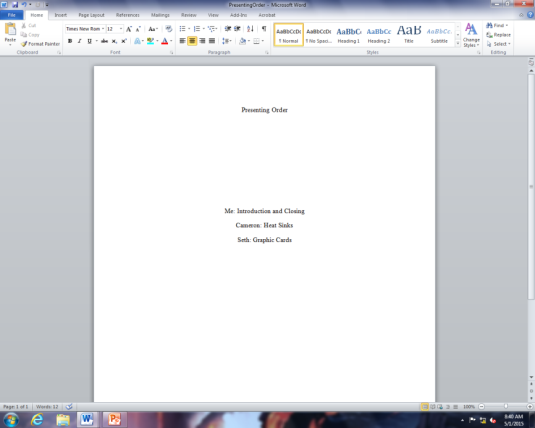 PresentingOrder - Microsoft Word
File Home Insert Page Layout References Mailings Review View Add-Ins Acrobat
Paste
Cut
Copy
Format Painter
Clipboard
Times New Rom 12
B I U abc
Font
Paragraph
AaBbCcDc AaBbCcDc AaBbC AaBbCc AaB AaBbCc.
¶ Normal ¶ No Spaci... Heading 1 Heading 2 Title Subtitle
Change Styles
Styles
Find
Replace
Select
Editing
Presenting Order
Me: Introduction and Closing
Cameron: Heat Sinks
Seth: Graphic Cards
Page: 1 of 1 Words: 12
100%
9:40 AM
5/1/2015